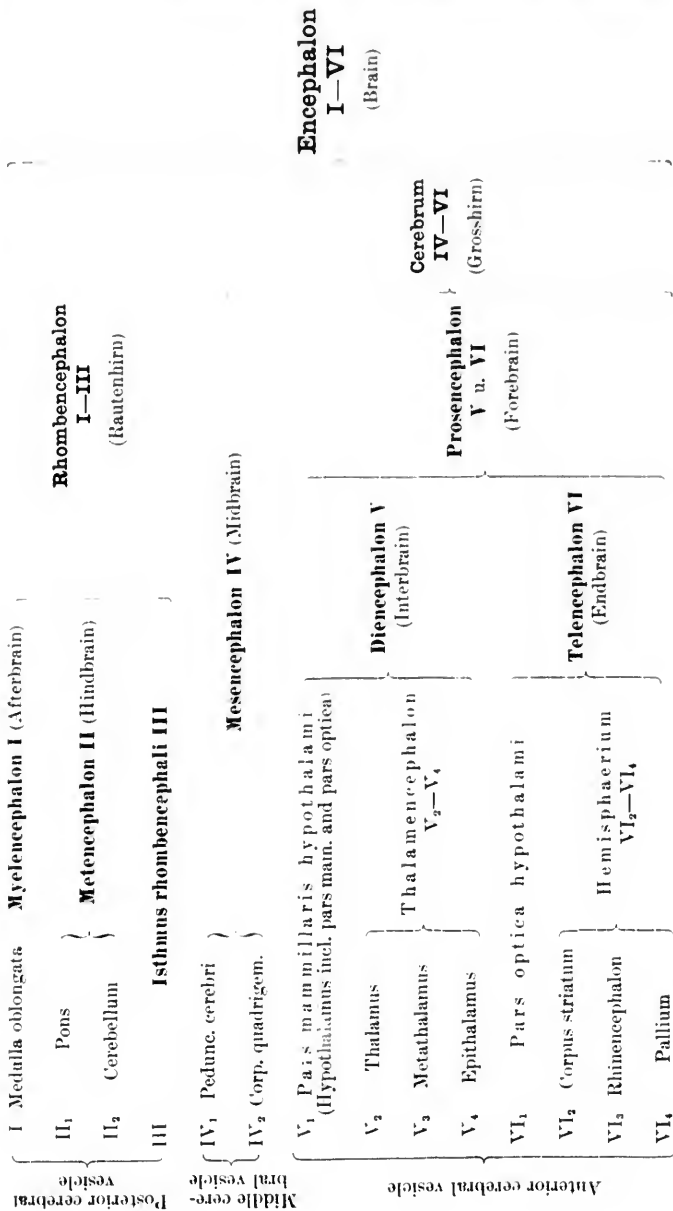 Posterior cerebral
vesicle
I Medulla oblongata Myelencephalon I (Afterbrain)
II₁ Pons
II₂ Cerebellum
Metencephalon II (Hindbrain)
III Isthmus rhombencephali III
Rhombencephalon
I—III
(Rautenhirn)
Middle cere-
bral vesicle
IV₁ Pedunc. cerebri
IV₂ Corp. quadrigem.
Mesencephalon IV (Midbrain)
Anterior cerebral vesicle
V₁ Pars mammillaris hypothalami
(Hypothalamus incl. pars mam. and pars optica)
V₂ Thalamus
V₃ Metathalamus
V₄ Epithalamus
Thalamencephalon
V₂—V₄
Diencephalon V
(Interbrain)
VI₁ Pars optica hypothalami
VI₂ Corpus striatum
VI₃ Rhinencephalon
VI₄ Pallium
Hemisphaerium
VI₂—VI₄
Telencephalon VI
(Endbrain)
Prosencephalon
V u. VI
(Forebrain)
Cerebrum
IV—VI
(Grosshirn)
Encephalon
I—VI
(Brain)